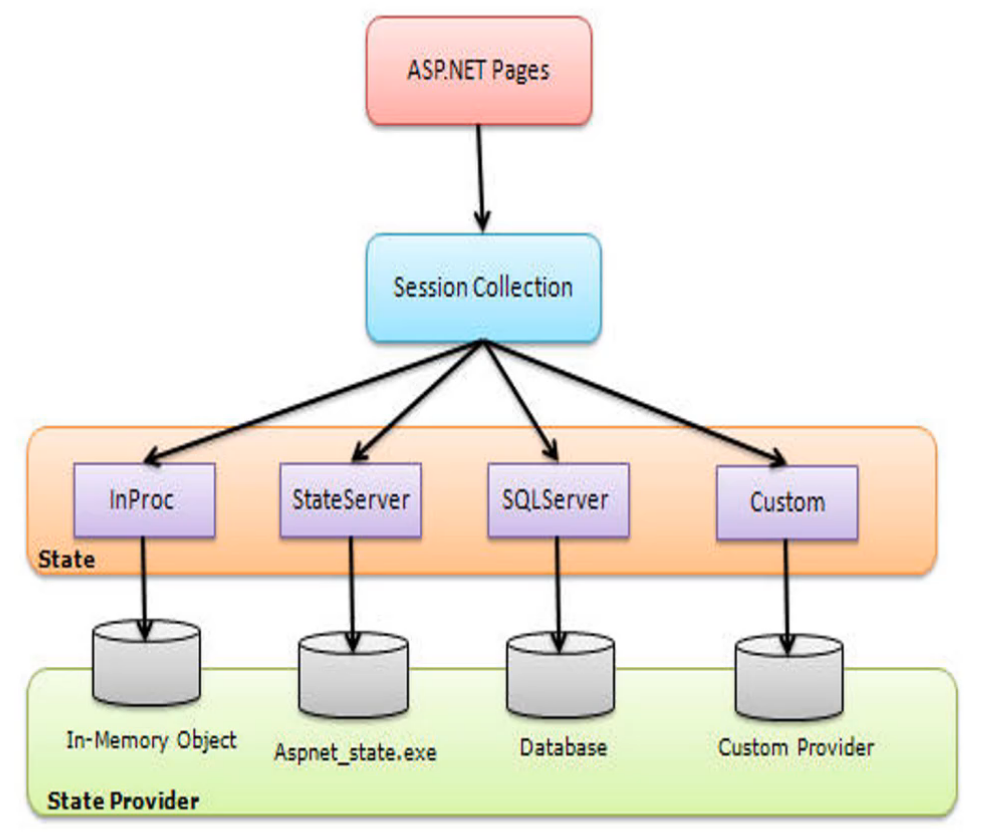 ASP.NET Pages
Session Collection
InProc
StateServer
SQLServer
Custom
State
In-Memory Object
Aspnet_state.exe
Database
Custom Provider
State Provider